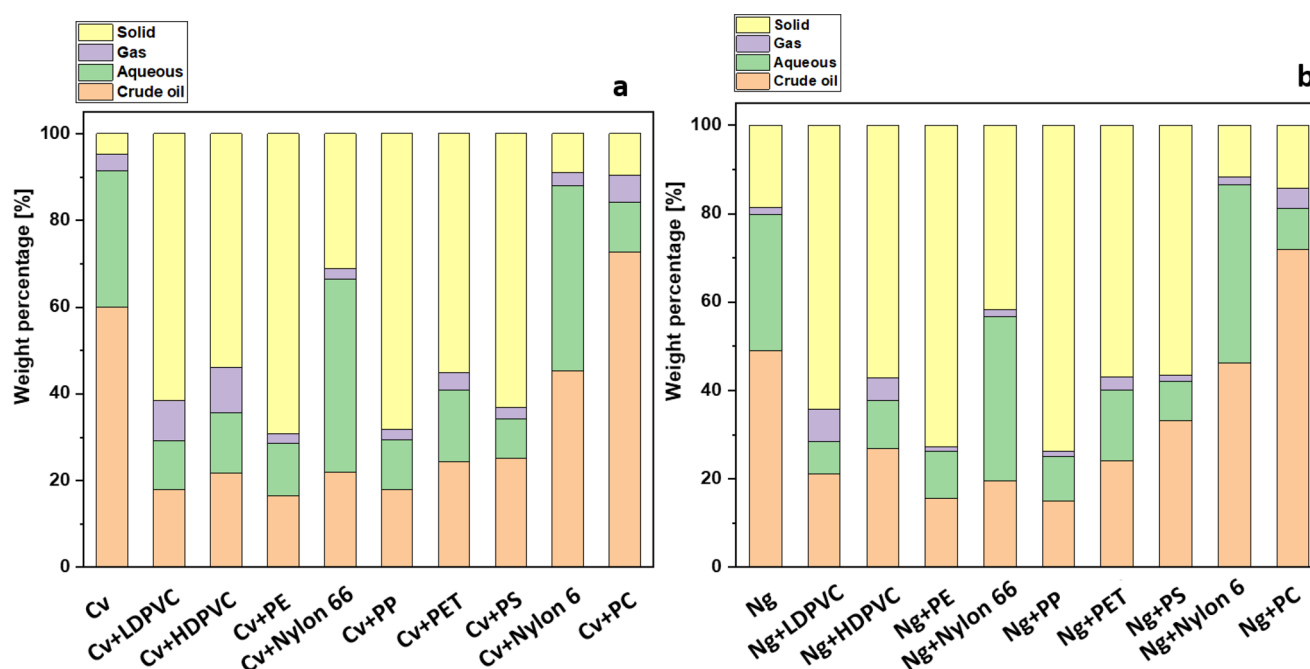 Solid
Gas
Aqueous
Crude oil
a
Weight percentage [%]
100
80
60
40
20
0
Cv
Cv+LDPVC
Cv+HDPVC
Cv+PE
Cv+Nylon 66
Cv+PP
Cv+PET
Cv+PS
Cv+Nylon 6
Cv+PC
Solid
Gas
Aqueous
Crude oil
b
Weight percentage [%]
100
80
60
40
20
0
Ng
Ng+LDPVC
Ng+HDPVC
Ng+PE
Ng+Nylon 66
Ng+PP
Ng+PET
Ng+PS
Ng+Nylon 6
Ng+PC